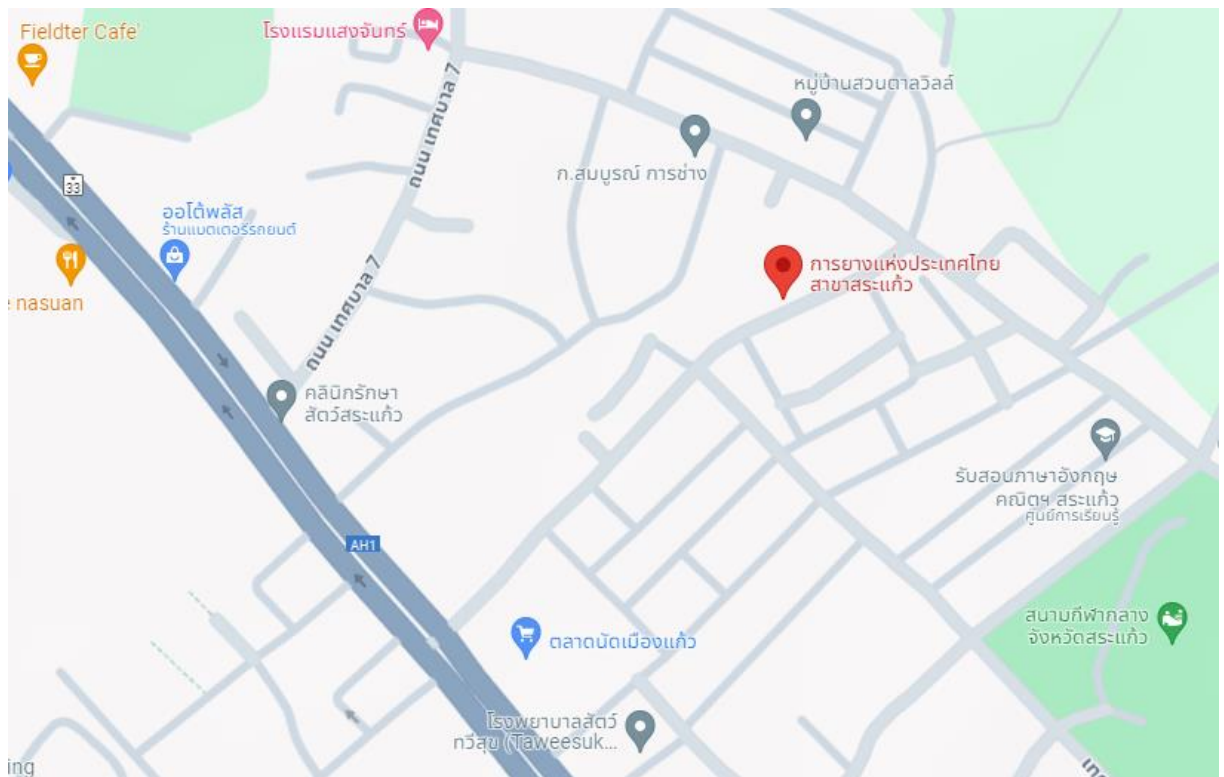 Fieldter Cafe'
โรงแรมแสงจันทร์
ถนน เทศบาล 7
หมู่บ้านสวนตาลวิลล์
ก.สมบูรณ์ การช่าง
33
ออโต้พลัส
ร้านแบตเตอรี่รถยนต์
การยางแห่งประเทศไทย
สาขาสระแก้ว
nasuan
ถนน เทศบาล 7
คลินิกรักษา
สัตว์สระแก้ว
รับสอนภาษาอังกฤษ
คณิตฯ สระแก้ว
ศูนย์การเรียนรู้
AH1
สนามกีฬากลาง
จังหวัดสระแก้ว
ตลาดนัดเมืองแก้ว
โรงพยาบาลสัตว์
ทวีสุข (Taweesuk...
ing